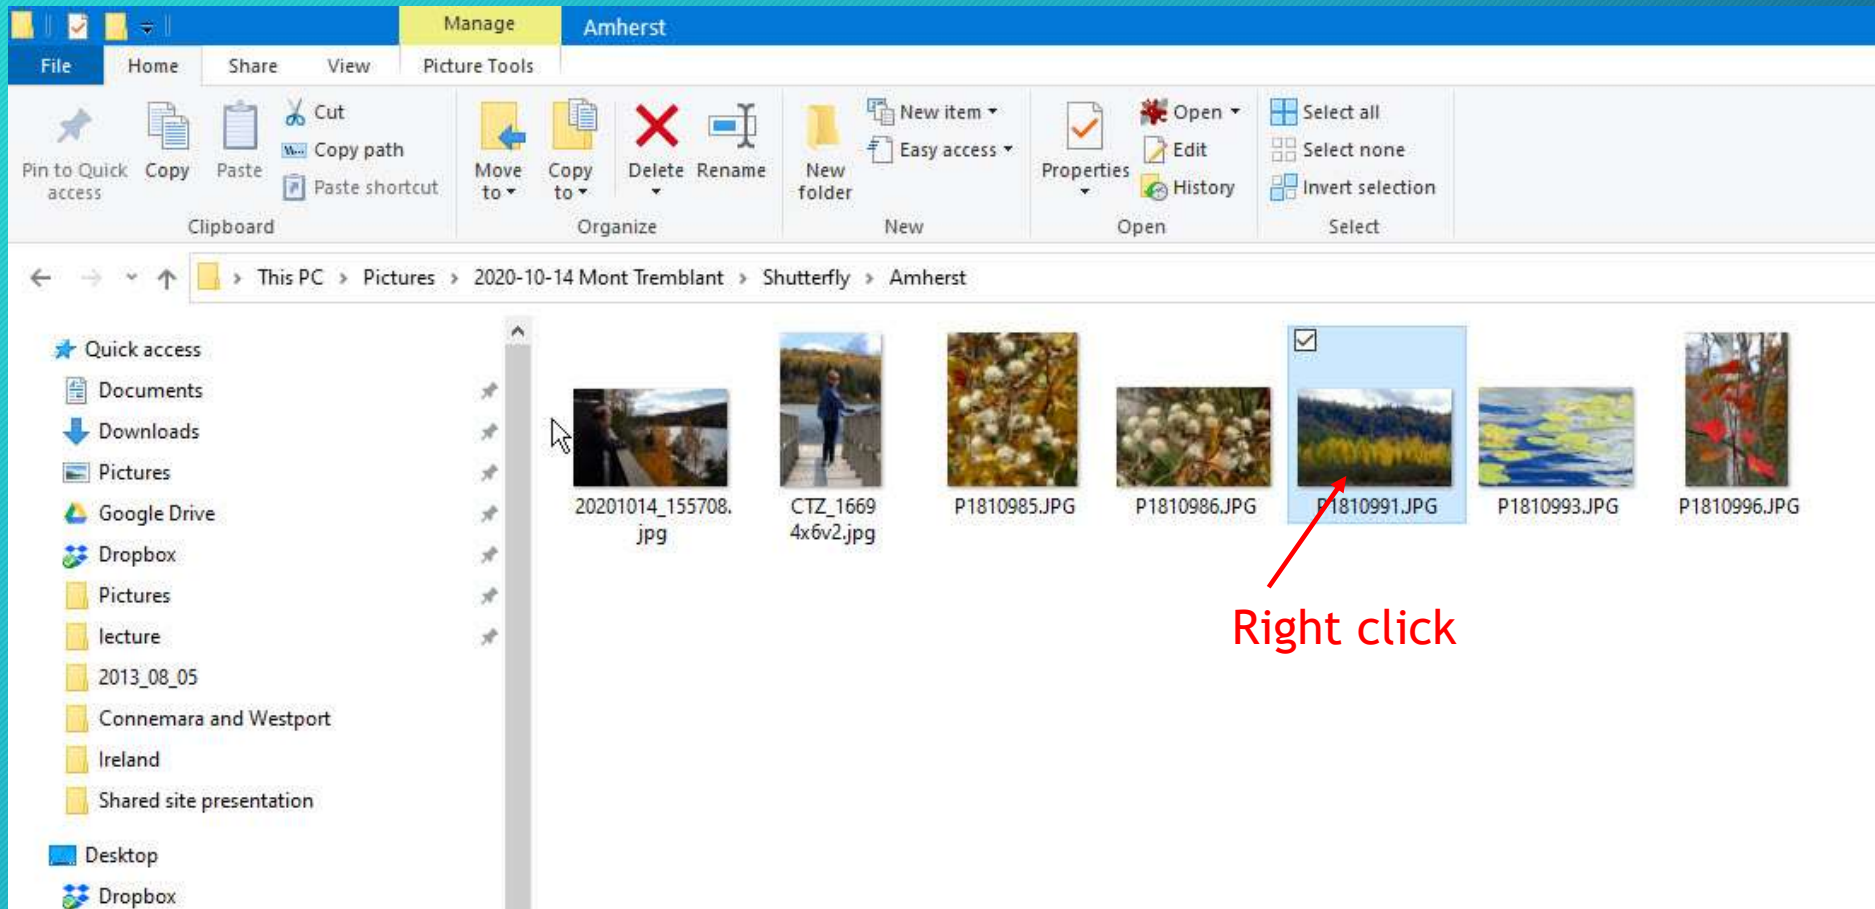 Manage
Amherst
File
Home
Share
View
Picture Tools
Pin to Quick
access
Copy
Paste
Cut
Copy path
Paste shortcut
Clipboard
Move
to
Copy
to
Delete
Rename
Organize
New
folder
New item
Easy access
New
Properties
Open
Edit
History
Open
Select all
Select none
Invert selection
Select
This PC > Pictures > 2020-10-14 Mont Tremblant > Shutterfly > Amherst
Quick access
Documents
Downloads
Pictures
Google Drive
Dropbox
Pictures
lecture
2013_08_05
Connemara and Westport
Ireland
Shared site presentation
Desktop
Dropbox
20201014_155708.
jpg
CTZ_1669
4x6v2.jpg
P1810985.JPG
P1810986.JPG
P1810991.JPG
P1810993.JPG
P1810996.JPG
Right click